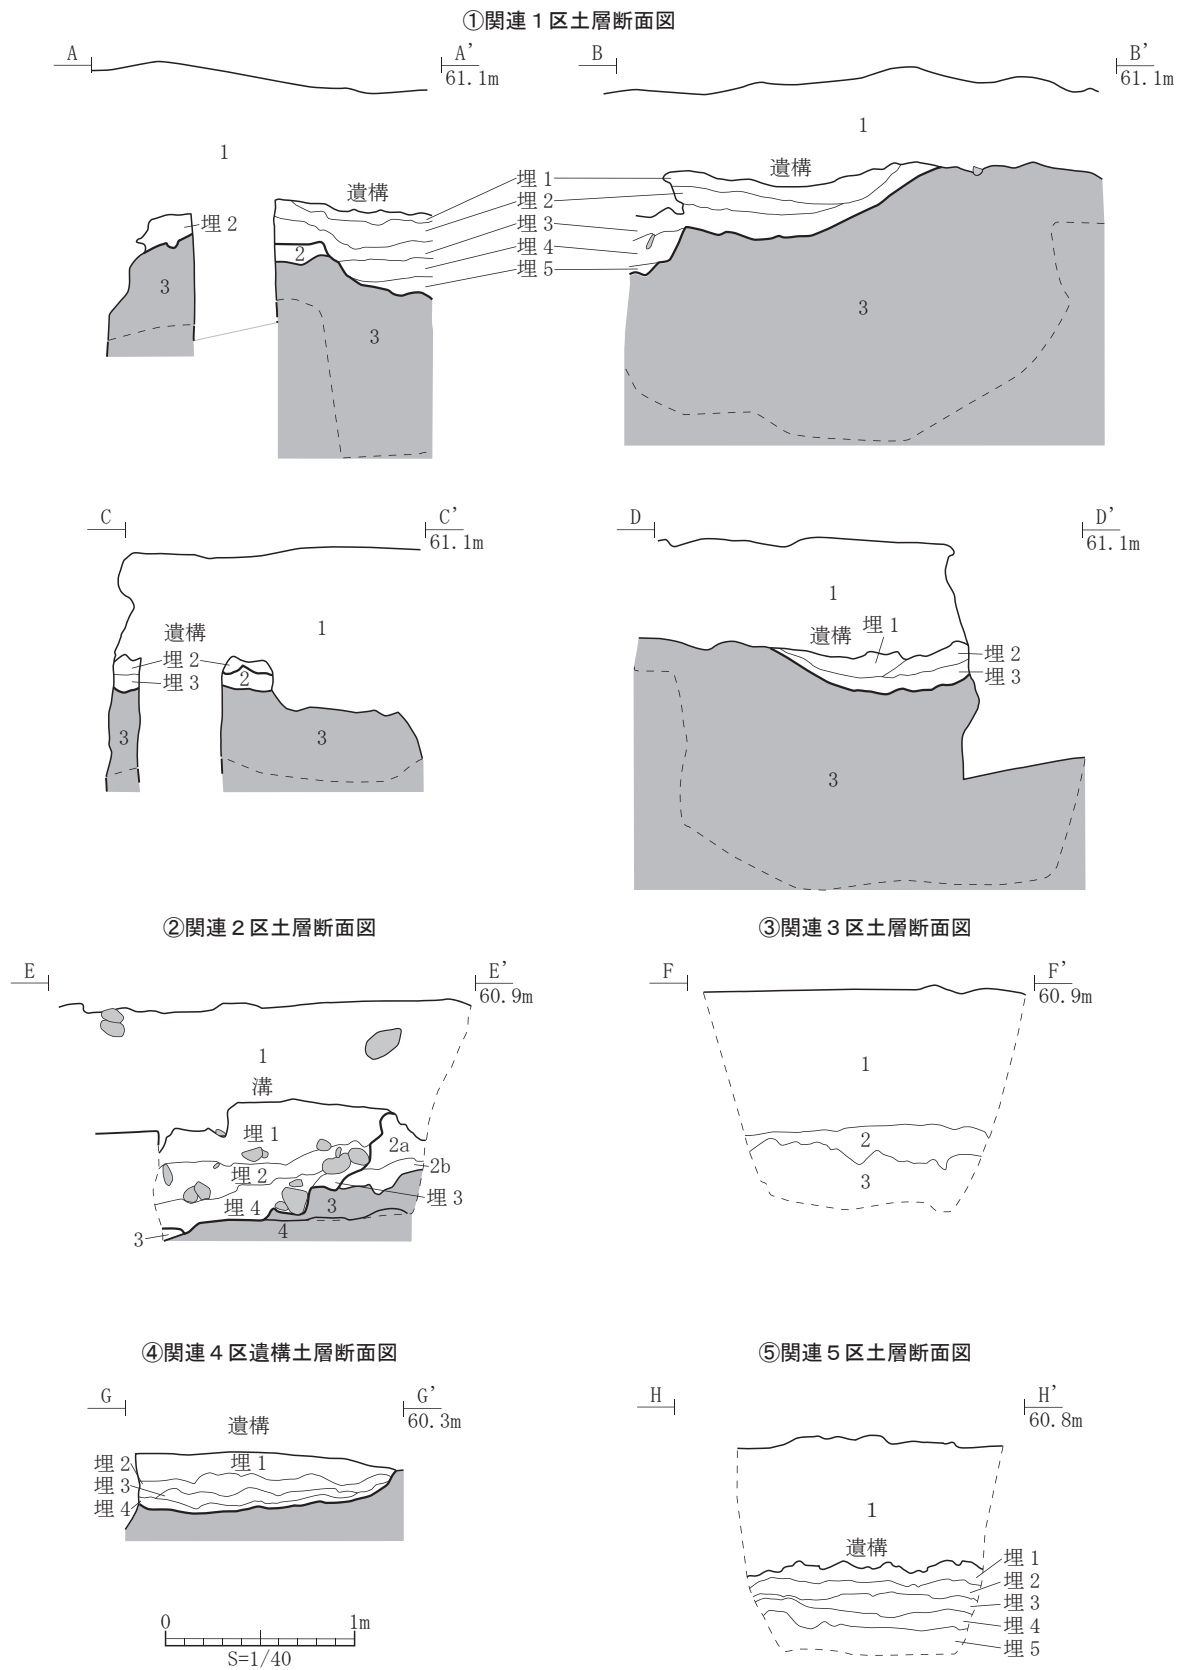 ①関連１区土層断面図
A
A'
61.1m
B
B'
61.1m
1
1
遺構
遺構
埋1
埋2
埋3
埋4
埋5
埋2
2
3
3
3
C
C'
61.1m
D
D'
61.1m
1
遺構
埋2
埋3
2
3
3
1
遺構
埋1
埋2
埋3
3
②関連２区土層断面図
E
E'
60.9m
1
溝
埋1
2a
2b
埋2
埋3
埋4
3
4
3
③関連３区土層断面図
F
F'
60.9m
1
2
3
④関連４区遺構土層断面図
G
G'
60.3m
遺構
埋1
埋2
埋3
埋4
⑤関連５区土層断面図
H
H'
60.8m
1
遺構
埋1
埋2
埋3
埋4
埋5
0
1m
S=1/40